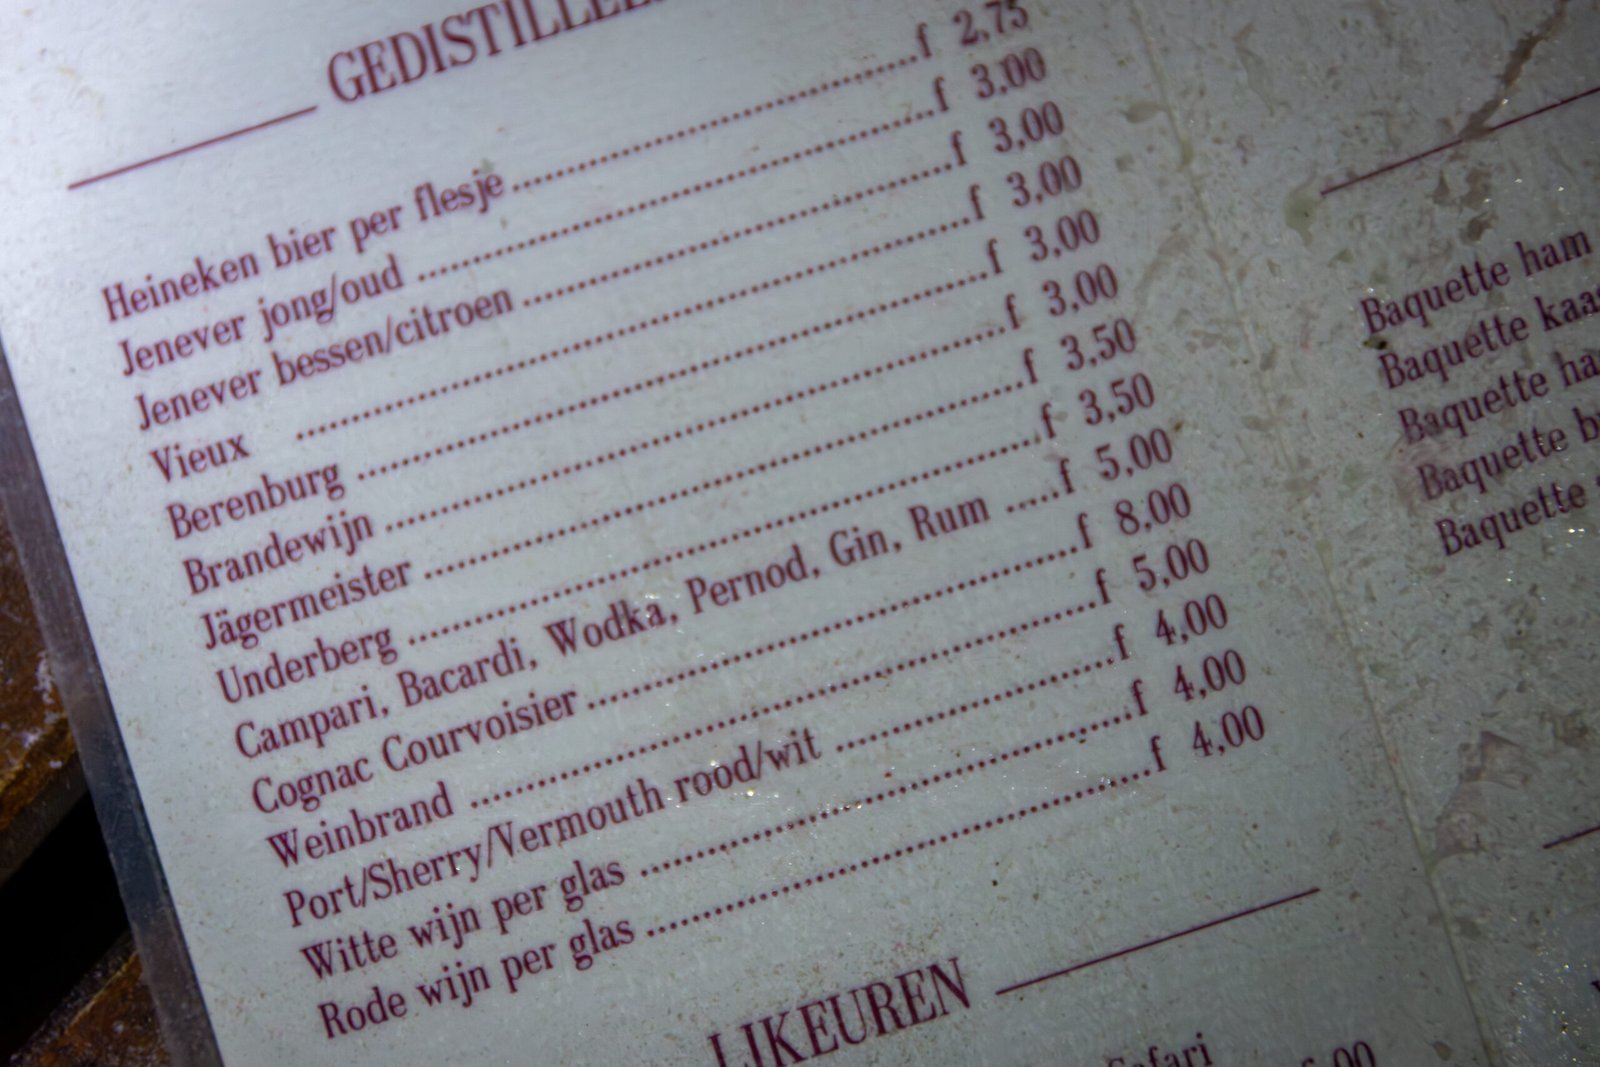 Heineken bier per flesje ........ f 2,75
Jenever jong/oud ........ f 3,00
Jenever bessen/citroen ........ f 3,00
Vieux ........ f 3,00
Berenburg ........ f 3,00
Brandewijn ........ f 3,00
Jägermeister ........ f 3,50
Underberg ........ f 3,50
Campari, Bacardi, Wodka, Pernod, Gin, Rum ..... f 5,00
Cognac Courvoisier ........ f 8,00
Weinbrand ........ f 5,00
Port/Sherry/Vermouth rood/wit ........ f 4,00
Witte wijn per glas ........ f 4,00
Rode wijn per glas ........ f 4,00
LIKEUREN
Safari
Baquette ham
Baquette
Baquette
Baquette
Baquette